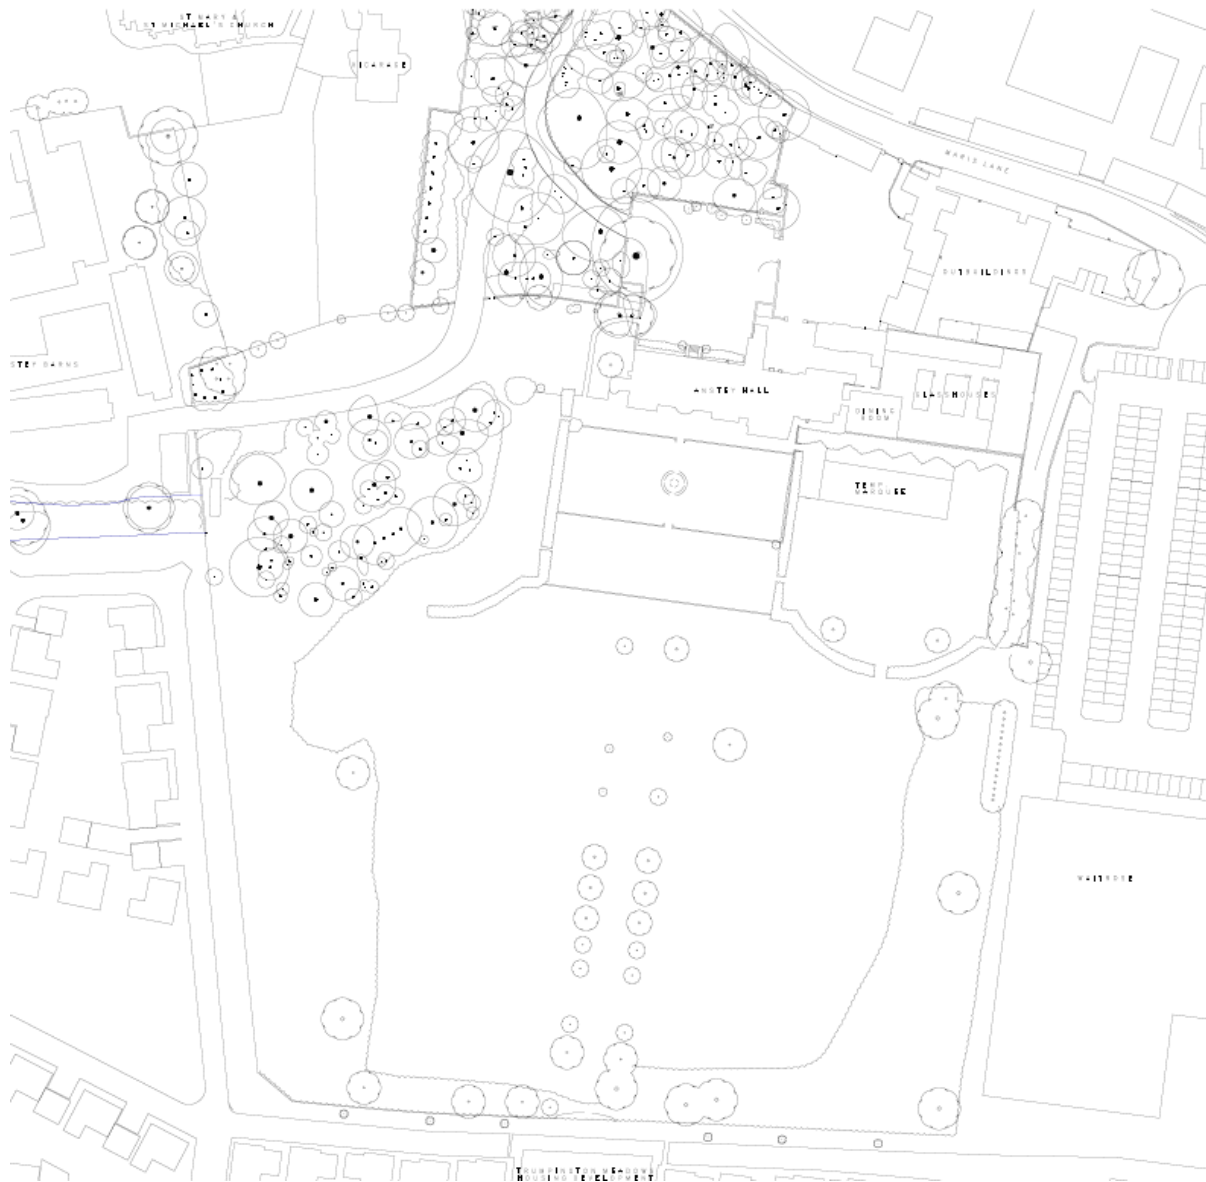 ST MARY &
ST MICHAEL'S CHURCH
VICARAGE
MARIS LANE
OUTBUILDINGS
STEY BARNS
ANSTEY HALL
GLASSHOUSES
DINING
ROOM
TEMP.
MARQUEE
WAITROSE
TRUMPINGTON MEADOWS
HOUSING DEVELOPMENT